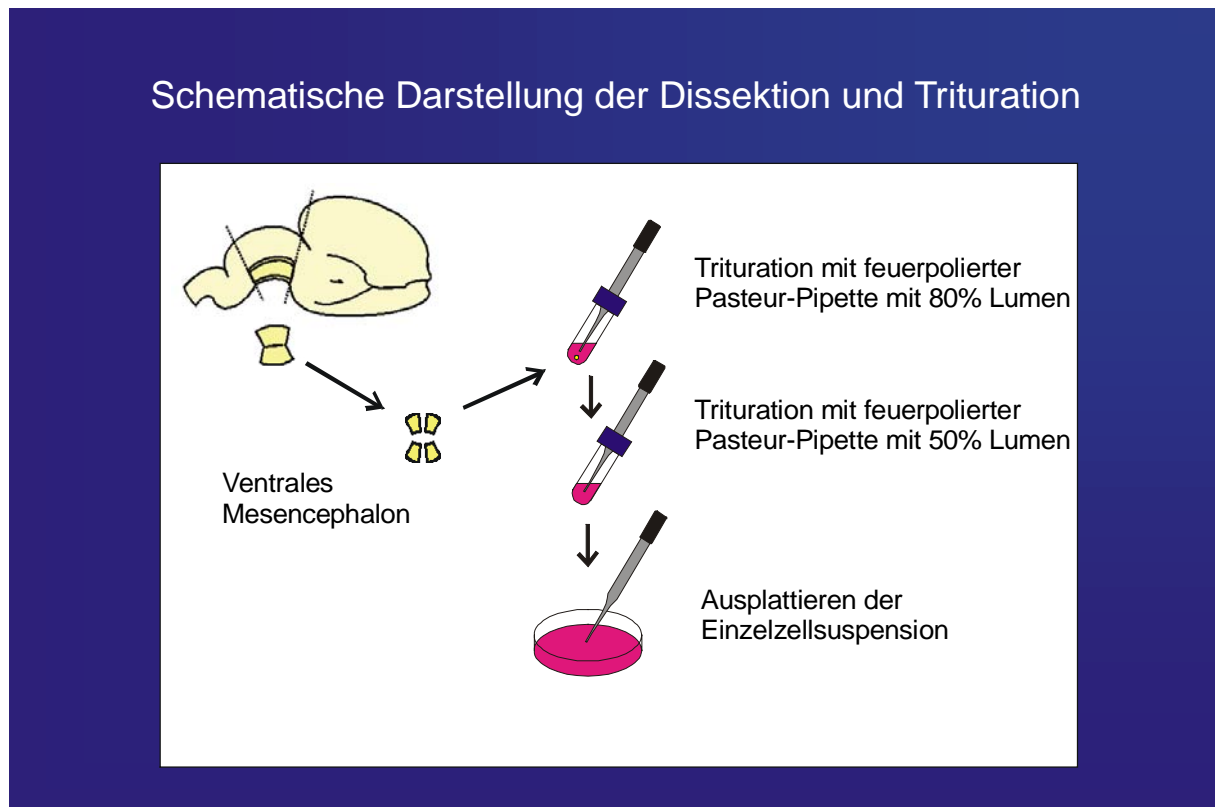 Schematische Darstellung der Dissektion und Trituration
Trituration mit feuerpolierter
Pasteur-Pipette mit 80% Lumen
Trituration mit feuerpolierter
Pasteur-Pipette mit 50% Lumen
Ventrales
Mesencephalon
Ausplattieren der
Einzelzellsuspension